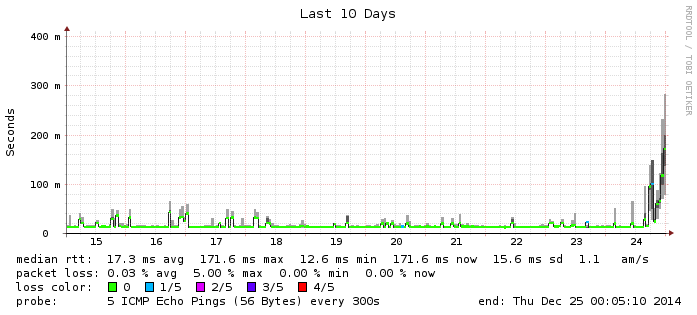 Last 10 Days
RRDTOOL / TOBI OETIKER
Seconds
400 m
300 m
200 m
100 m
0
15 16 17 18 19 20 21 22 23 24
median rtt: 17.3 ms avg 171.6 ms max 12.6 ms min 171.6 ms now 15.6 ms sd 1.1 am/s
packet loss: 0.03 % avg 5.00 % max 0.00 % min 0.00 % now
loss color: 0 1/5 2/5 3/5 4/5
probe: 5 ICMP Echo Pings (56 Bytes) every 300s end: Thu Dec 25 00:05:10 2014